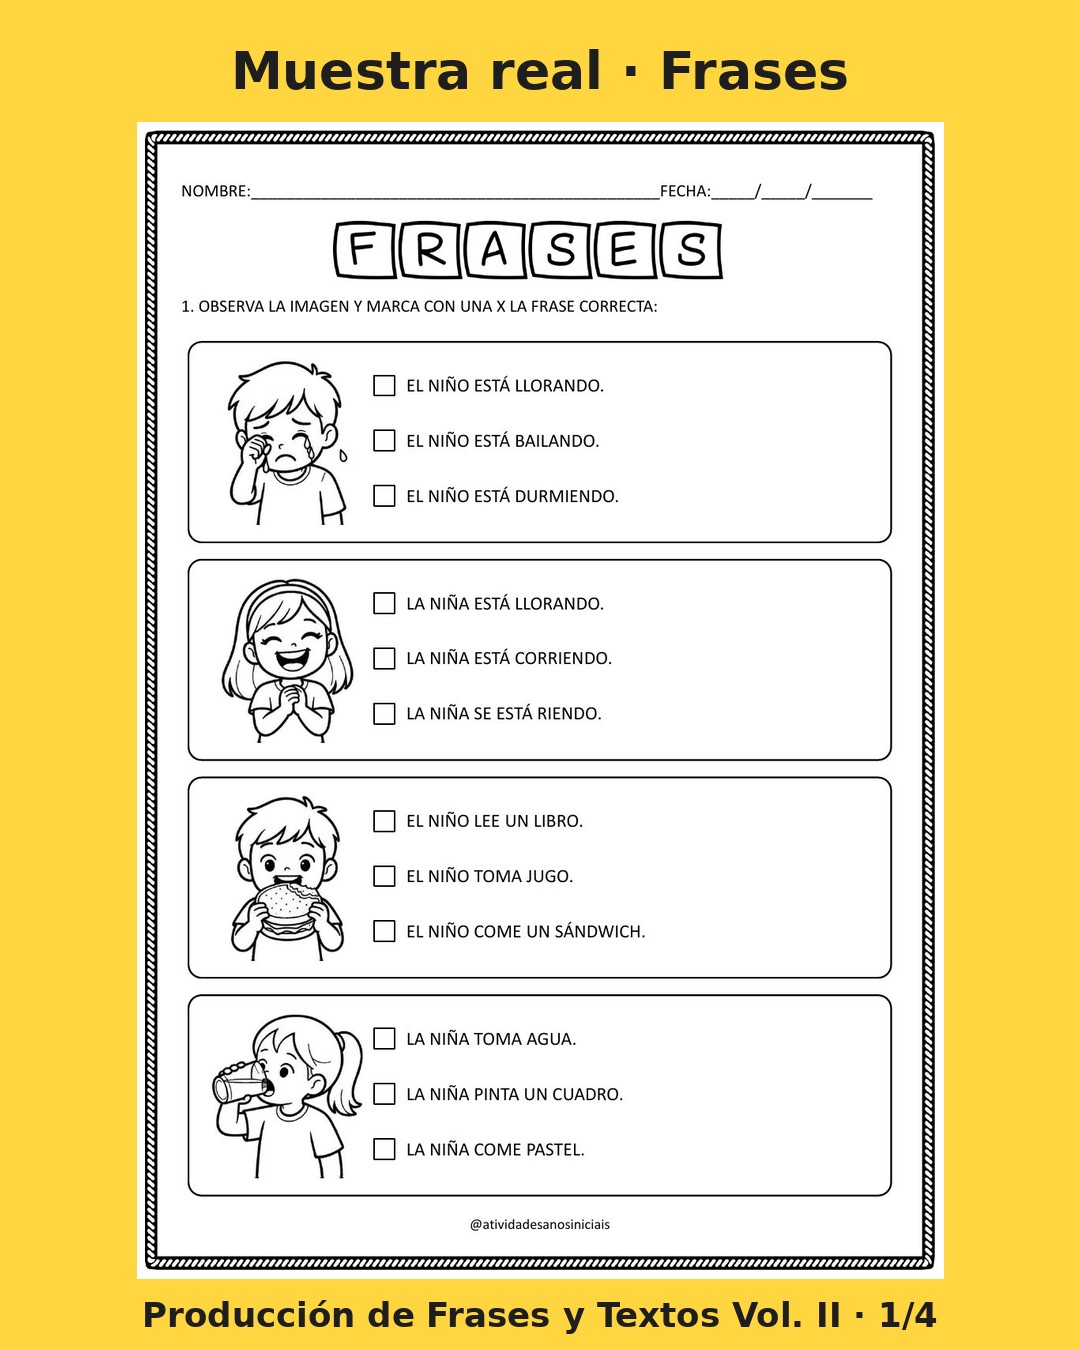 Muestra real · Frases
NOMBRE:_______________________________________________FECHA:_____/_____/_______
FRASES
1. OBSERVA LA IMAGEN Y MARCA CON UNA X LA FRASE CORRECTA:
EL NIÑO ESTÁ LLORANDO.
EL NIÑO ESTÁ BAILANDO.
EL NIÑO ESTÁ DURMIENDO.
LA NIÑA ESTÁ LLORANDO.
LA NIÑA ESTÁ CORRIENDO.
LA NIÑA SE ESTÁ RIENDO.
EL NIÑO LEE UN LIBRO.
EL NIÑO TOMA JUGO.
EL NIÑO COME UN SÁNDWICH.
LA NIÑA TOMA AGUA.
LA NIÑA PINTA UN CUADRO.
LA NIÑA COME PASTEL.
@atividadesanosiniciais
Producción de Frases y Textos Vol. II · 1/4